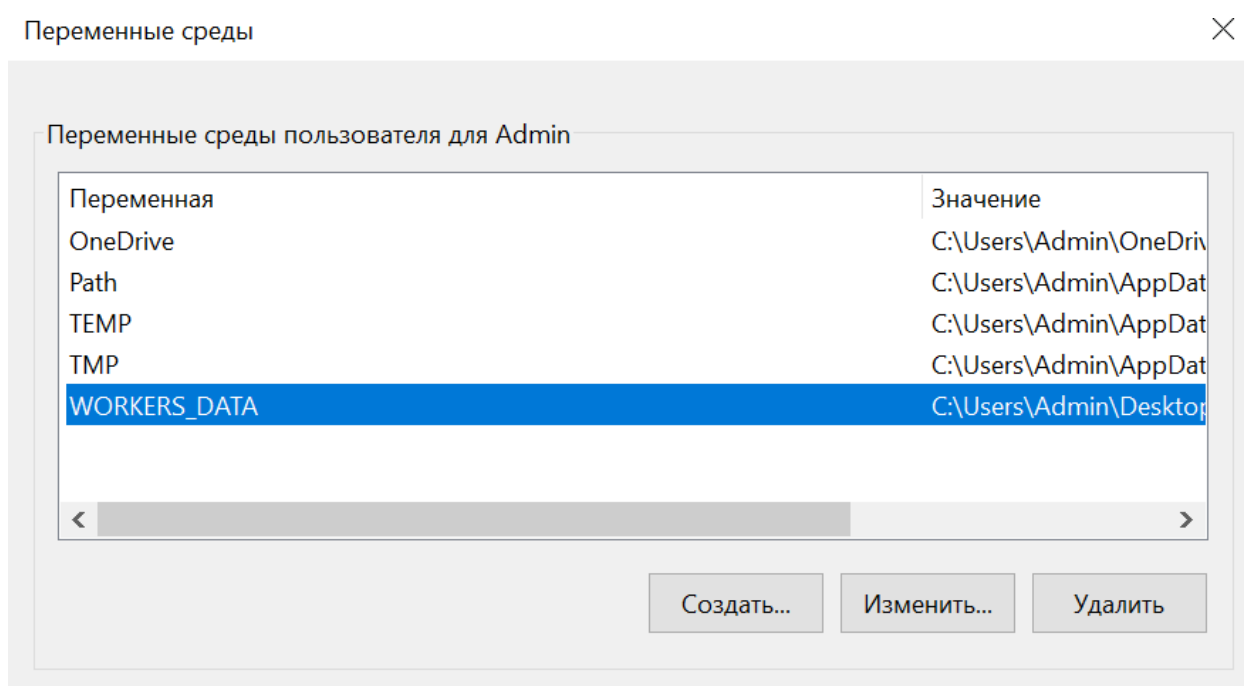 Переменные среды
Переменные среды пользователя для Admin
Переменная Значение
OneDrive C:\Users\Admin\OneDriv
Path C:\Users\Admin\AppDat
TEMP C:\Users\Admin\AppDat
TMP C:\Users\Admin\AppDat
WORKERS_DATA C:\Users\Admin\Desktop
Создать... Изменить... Удалить